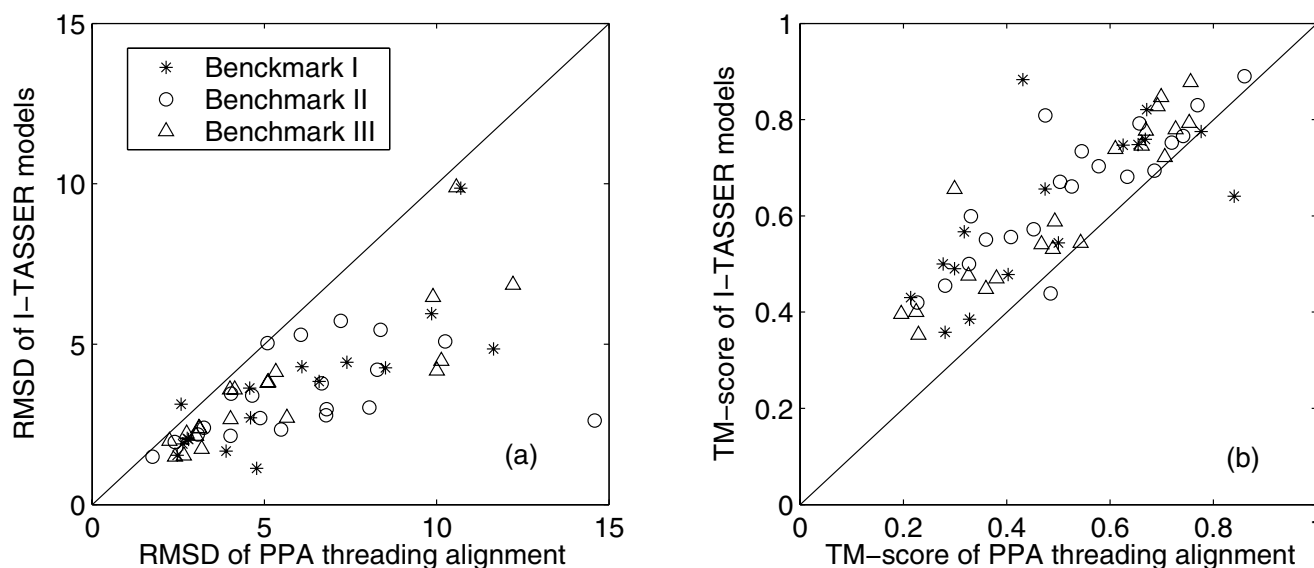 15
10
5
0
0
5
10
15
RMSD of I−TASSER models
RMSD of PPA threading alignment
Benckmark I
Benchmark II
Benchmark III
(a)
1
0.8
0.6
0.4
0.2
0
0
0.2
0.4
0.6
0.8
1
TM−score of I−TASSER models
TM−score of PPA threading alignment
(b)